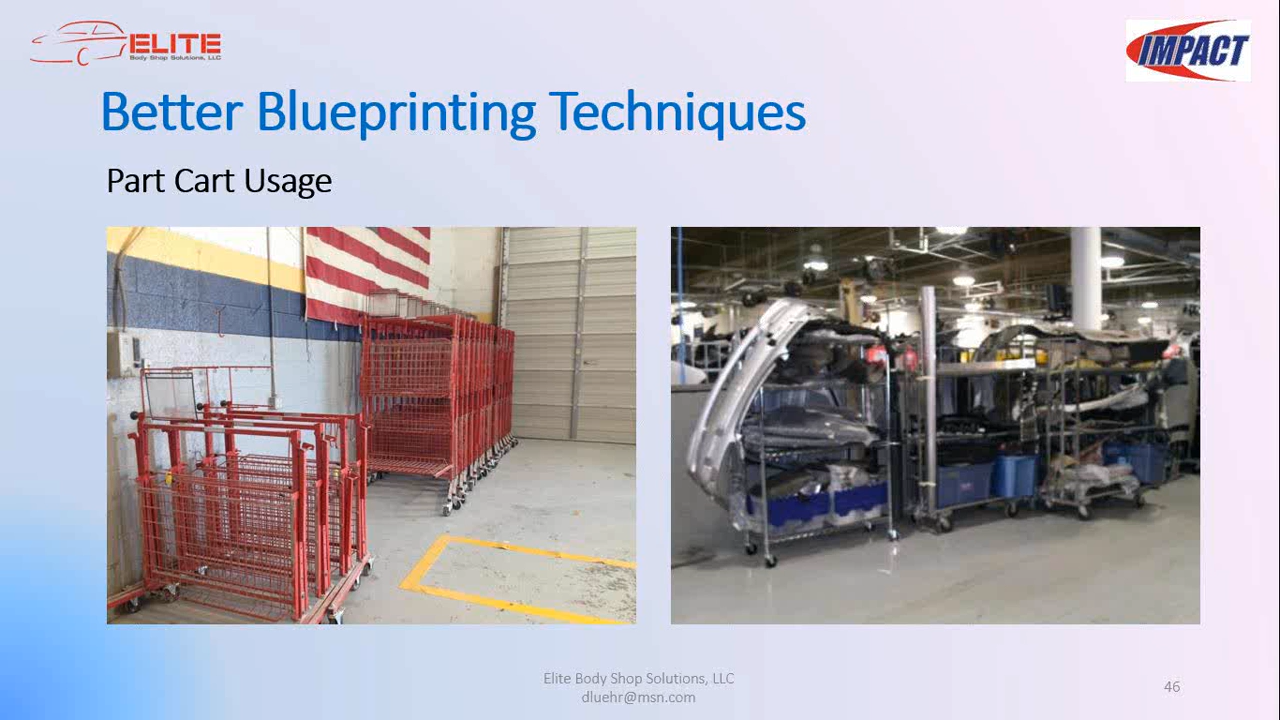 ELITE
Body Shop Solutions, LLC
IMPACT
Better Blueprinting Techniques
Part Cart Usage
Elite Body Shop Solutions, LLC
dluehr@msn.com
46